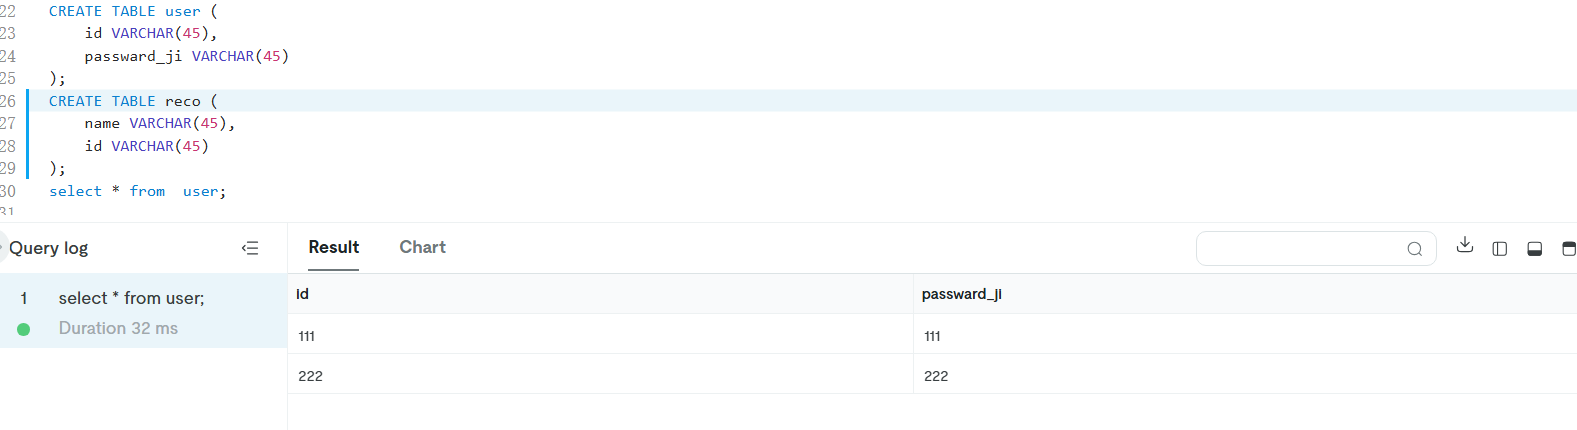 22 CREATE TABLE user (
23 id VARCHAR(45),
24 passward_ji VARCHAR(45)
25 );
26 CREATE TABLE reco (
27 name VARCHAR(45),
28 id VARCHAR(45)
29 );
30 select * from  user;
31
Query log
Result Chart
1 select * from user;
Duration 32 ms
id passward_ji
111 111
222 222